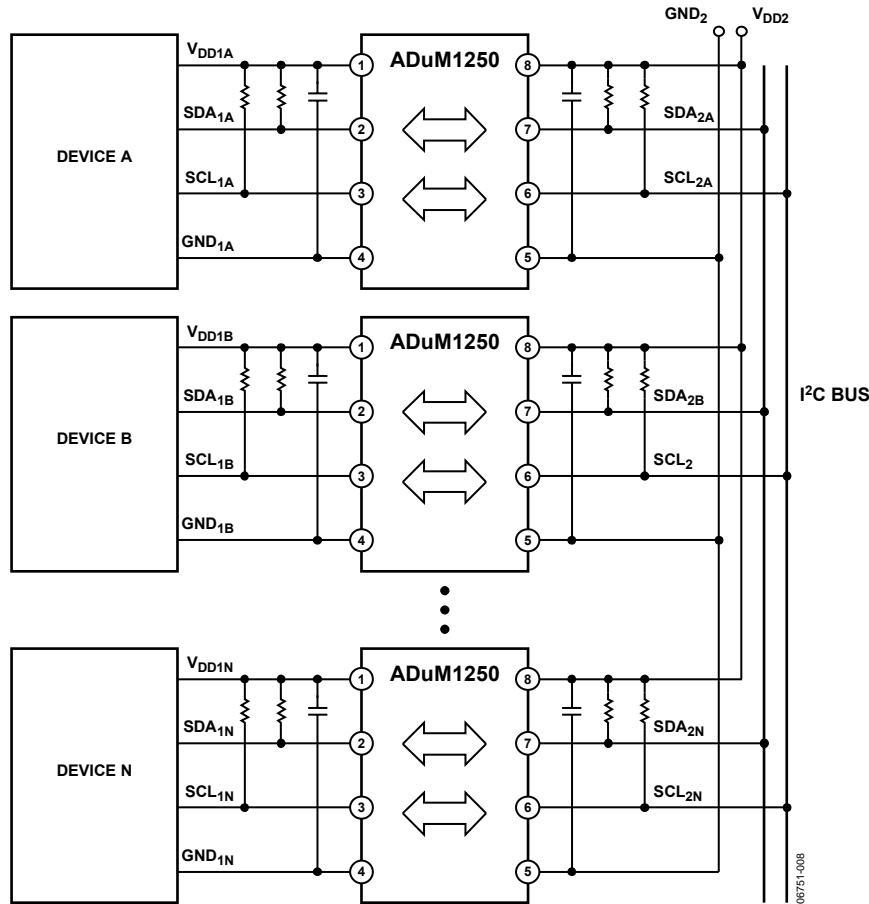 GND2 VDD2
VDD1A 1 ADuM1250 8
SDA1A 2 7 SDA2A
DEVICE A
SCL1A 3 6 SCL2A
GND1A 4 5
VDD1B 1 ADuM1250 8
I2C BUS
SDA1B 2 7 SDA2B
DEVICE B
SCL1B 3 6 SCL2
GND1B 4 5
VDD1N 1 ADuM1250 8
SDA1N 2 7 SDA2N
DEVICE N
SCL1N 3 6 SCL2N
GND1N 4 5
06751-008